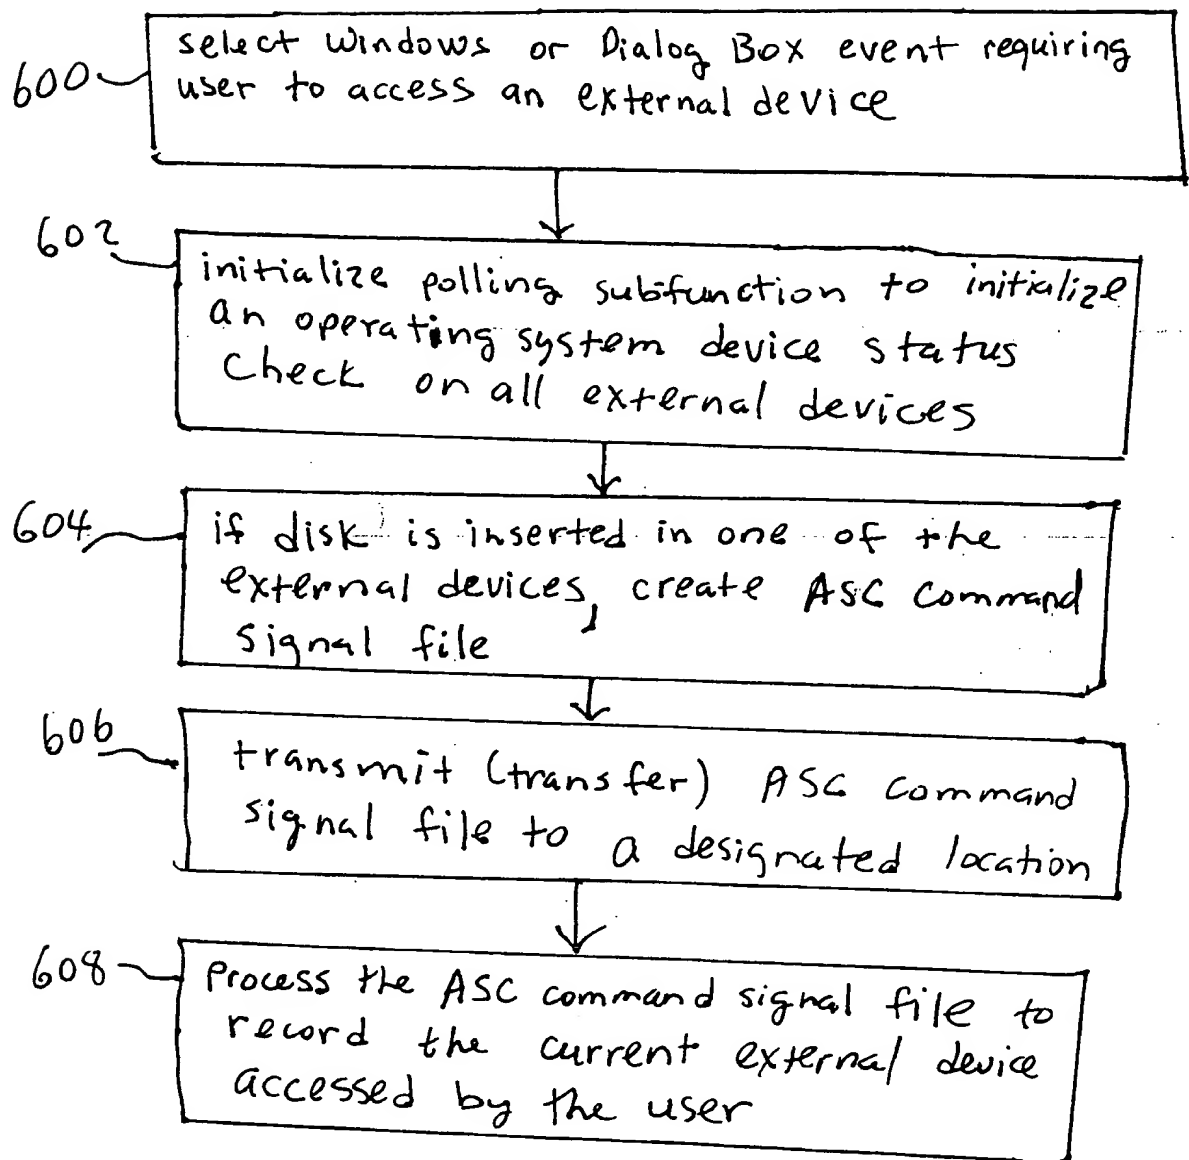 600
select Windows or Dialog Box event requiring
user to access an external device
602
initialize polling subfunction to initialize
an operating system device status
Check on all external devices
604
if disk is inserted in one of the
external devices, create ASC Command
signal file
606
transmit (transfer) ASC command
signal file to a designated location
608
Process the ASC command signal file to
record the current external device
accessed by the user